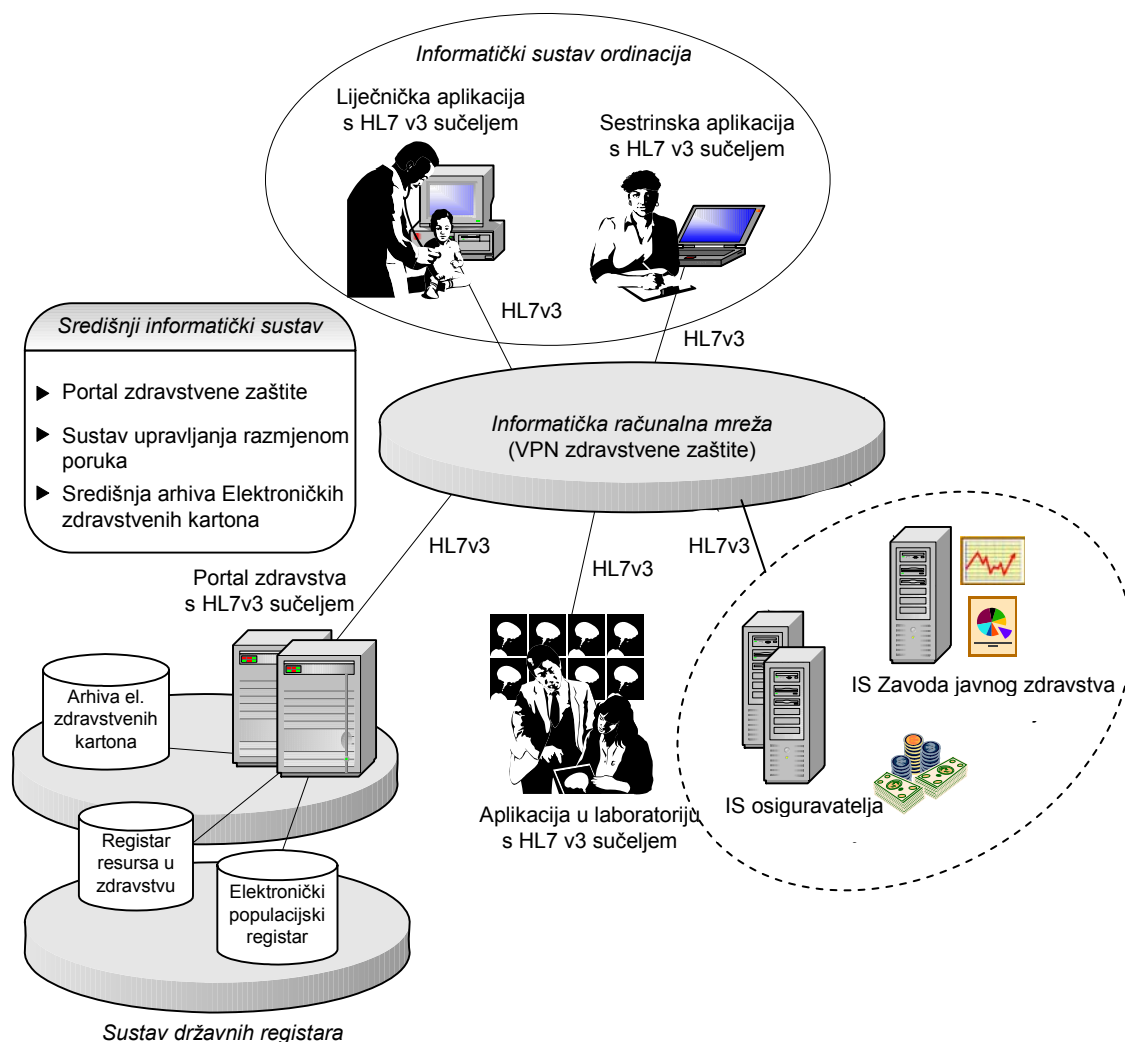 Informatički sustav ordinacija
Liječnička aplikacija
s HL7 v3 sučeljem
Sestrinska aplikacija
s HL7 v3 sučeljem
HL7v3
HL7v3
Središnji informatički sustav
Portal zdravstvene zaštite
Sustav upravljanja razmjenom
poruka
Središnja arhiva Elektroničkih
zdravstvenih kartona
Informatička računalna mreža
(VPN zdravstvene zaštite)
HL7v3
HL7v3
HL7v3
Portal zdravstva
s HL7v3 sučeljem
Arhiva el.
zdravstvenih
kartona
Registar
resursa u
zdravstvu
Elektronički
populacijski
registar
Sustav državnih registara
Aplikacija u laboratoriju
s HL7 v3 sučeljem
IS Zavoda javnog zdravstva
IS osiguravatelja